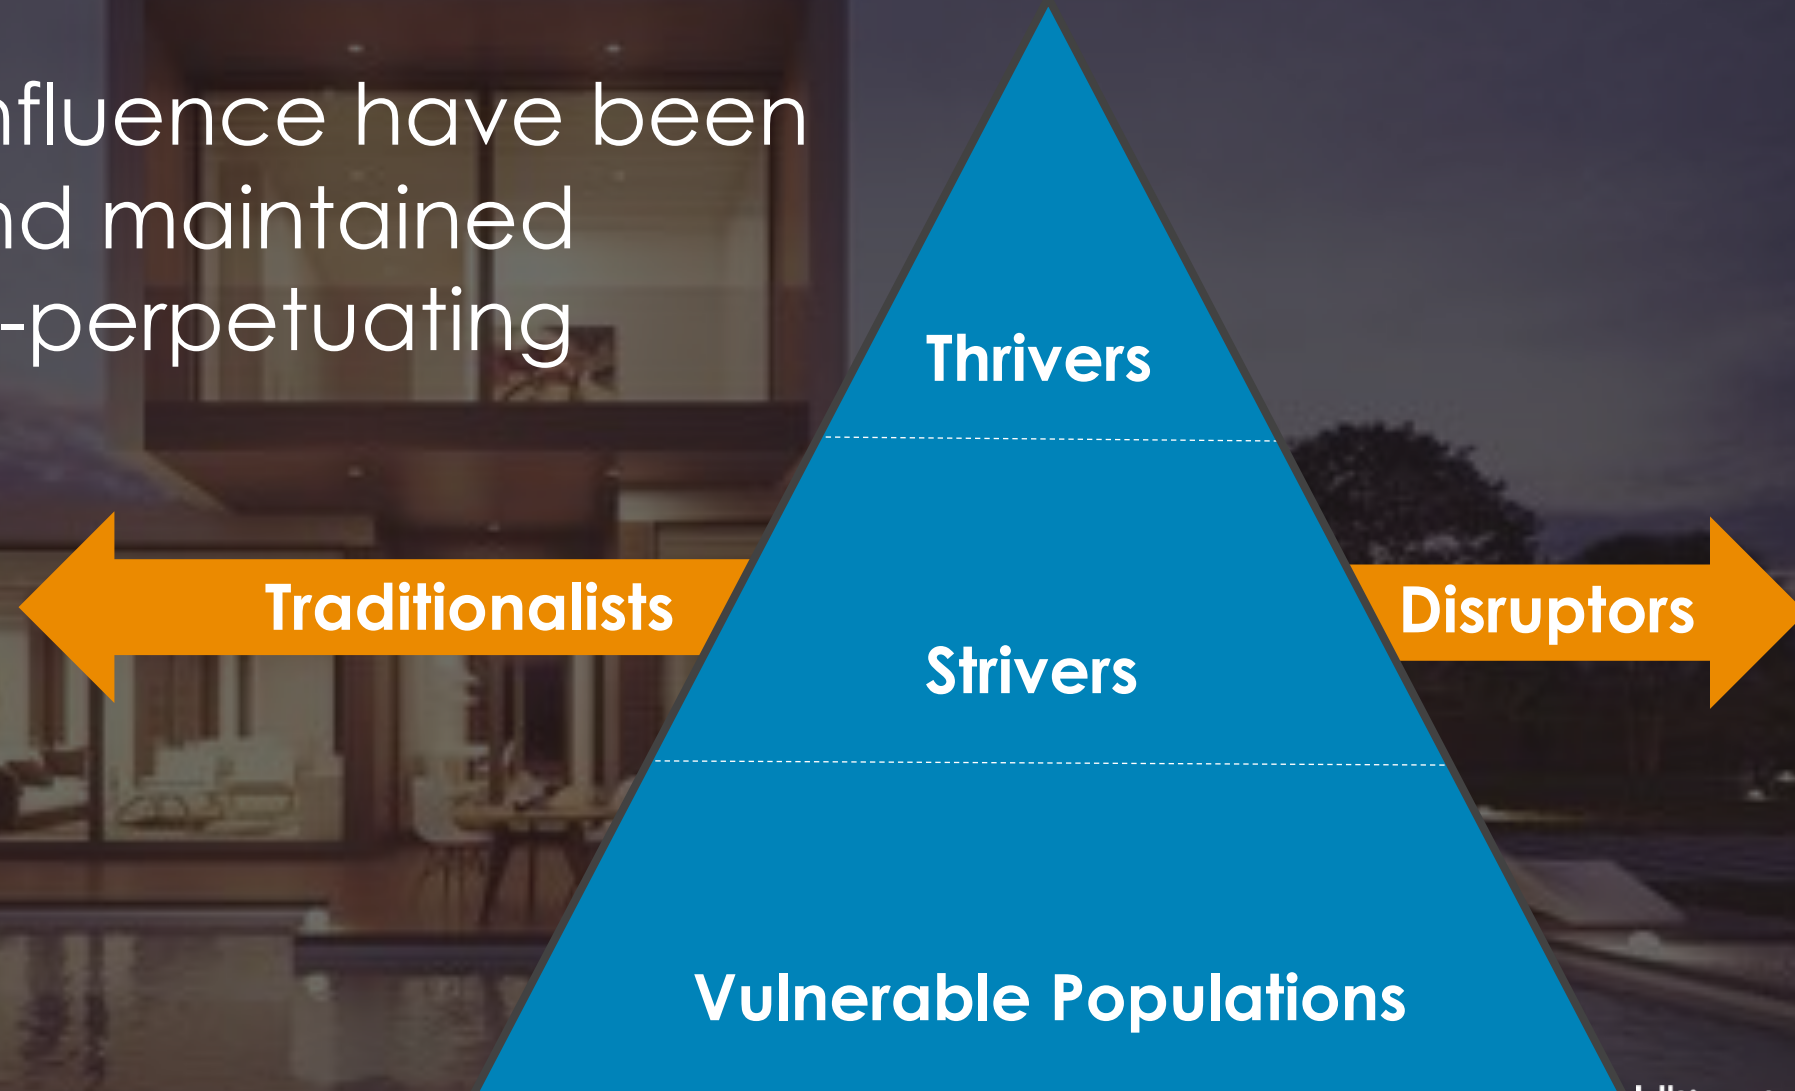 nfluence have been
nd maintained
-perpetuating
Thrivers
Traditionalists
Disruptors
Strivers
Vulnerable Populations